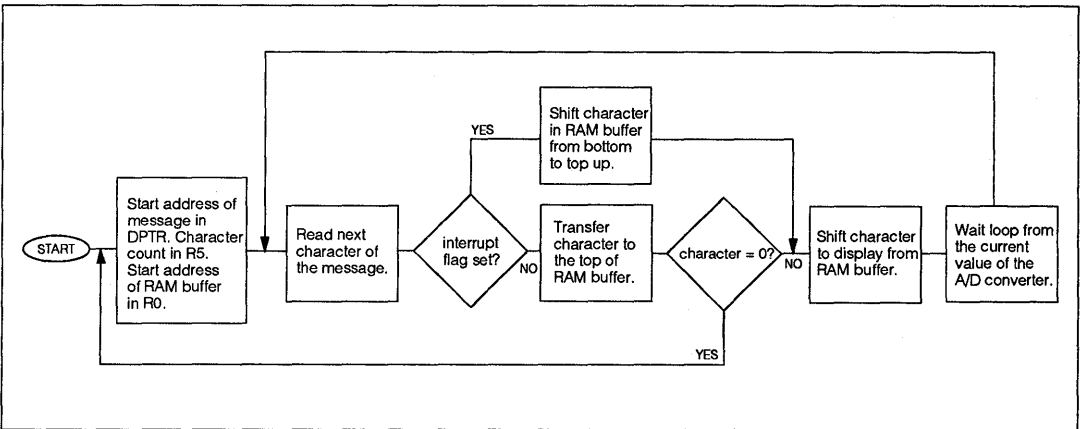 START
Start address of
message in
DPTR. Character
count in R5.
Start address
of RAM buffer
in R0.
Read next
character of
the message.
interrupt
flag set?
YES
NO
Shift character
in RAM buffer
from bottom
to top up.
Transfer
character to
the top of
RAM buffer.
character = 0?
YES
NO
Shift character
to display from
RAM buffer.
Wait loop from
the current
value of the
A/D converter.